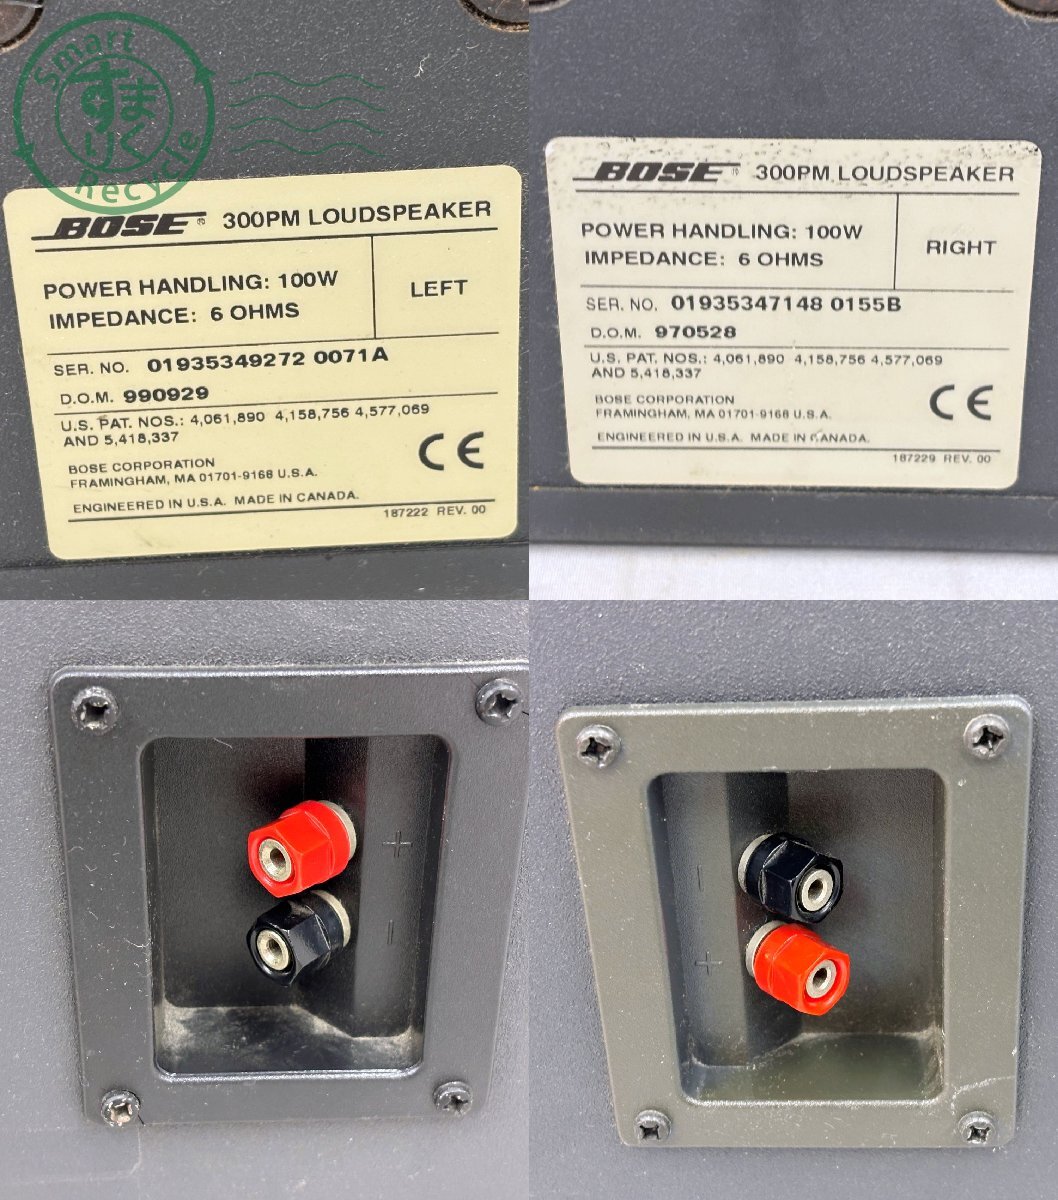 Smart
すま
りく
Recycle
BOSE® 300PM LOUDSPEAKER
POWER HANDLING: 100W
IMPEDANCE: 6 OHMS
LEFT
SER. NO. 01935349272 0071A
D.O.M. 990929
U.S. PAT. NOS.: 4,061,890 4,158,756 4,577,069
AND 5,418,337
BOSE CORPORATION
FRAMINGHAM, MA 01701-9168 U.S.A.
CE
ENGINEERED IN U.S.A. MADE IN CANADA.
187222 REV. 00
BOSE® 300PM LOUDSPEAKER
POWER HANDLING: 100W
IMPEDANCE: 6 OHMS
RIGHT
SER. NO. 01935347148 0155B
D.O.M. 970528
U.S. PAT. NOS.: 4,061,890 4,158,756 4,577,069
AND 5,418,337
BOSE CORPORATION
FRAMINGHAM, MA 01701-9168 U.S.A.
CE
ENGINEERED IN U.S.A. MADE IN CANADA.
187229 REV. 00
+
-
-
+